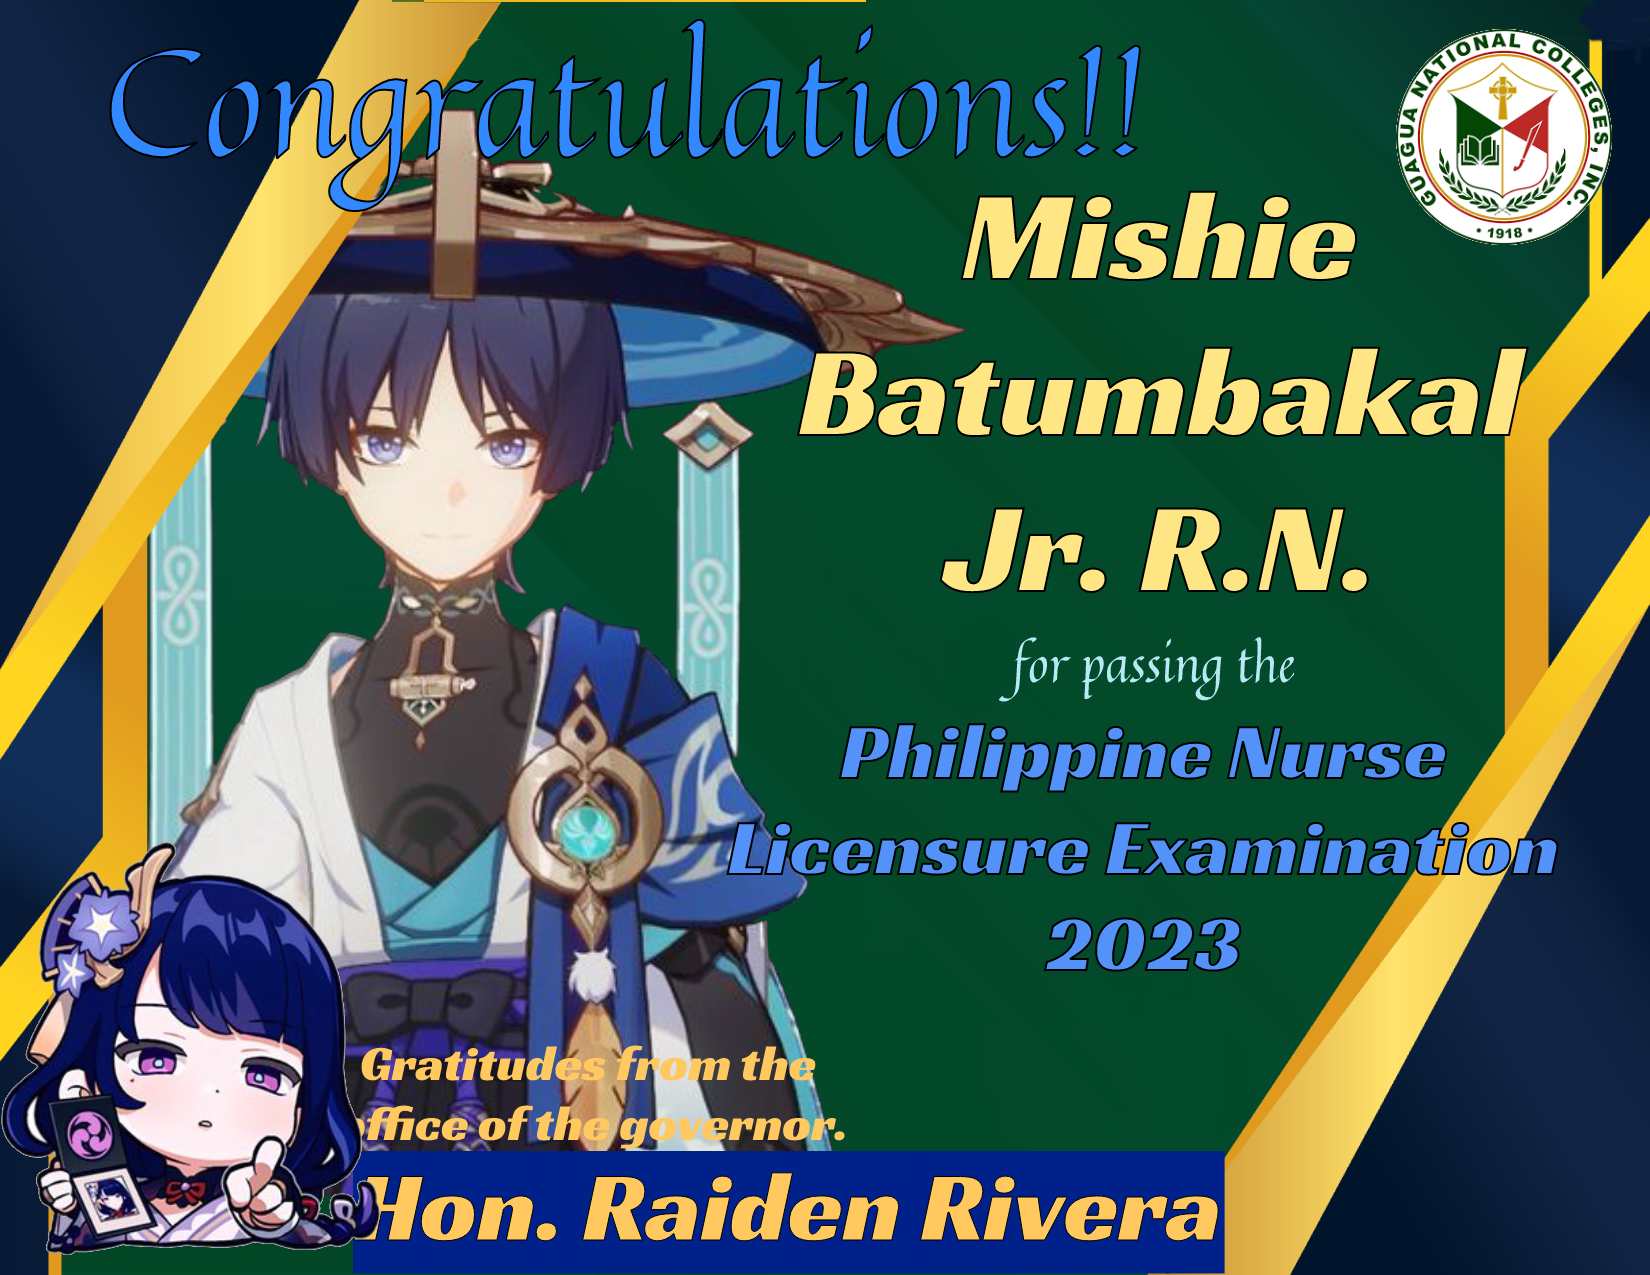 Congratulations!!
GUAGUA NATIONAL COLLEGES, INC.
• 1918 •
Mishie
Batumbakal
Jr. R.N.
for passing the
Philippine Nurse
Licensure Examination
2023
Gratitudes from the
office of the governor.
Hon. Raiden Rivera